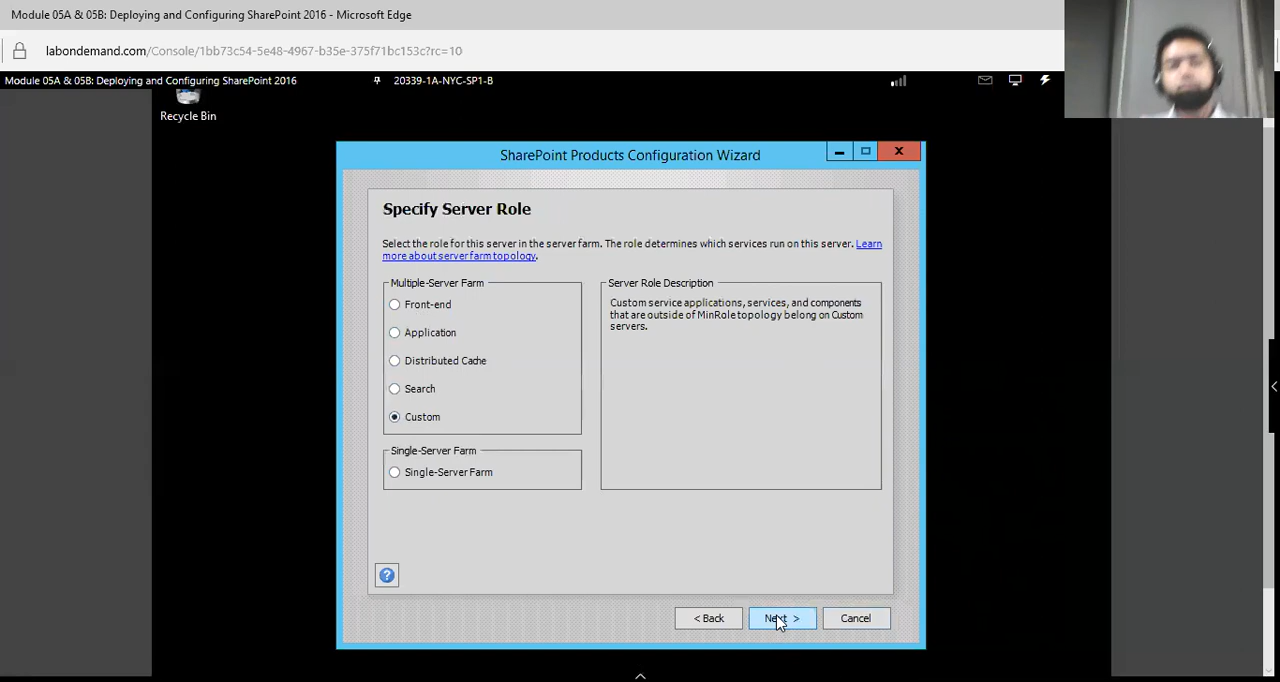 Module 05A & 05B: Deploying and Configuring SharePoint 2016 - Microsoft Edge
labondemand.com/Console/1bb73c54-5e48-4967-b35e-375f71bc153c?rc=10
Module 05A & 05B: Deploying and Configuring SharePoint 2016
20339-1A-NYC-SP1-B
Recycle Bin
SharePoint Products Configuration Wizard
Specify Server Role
Select the role for this server in the server farm. The role determines which services run on this server. Learn
more about server farm topology.
Multiple-Server Farm
Front-end
Application
Distributed Cache
Search
Custom
Single-Server Farm
Single-Server Farm
Server Role Description
Custom service applications, services, and components
that are outside of MinRole topology belong on Custom
servers.
?
< Back
Next >
Cancel